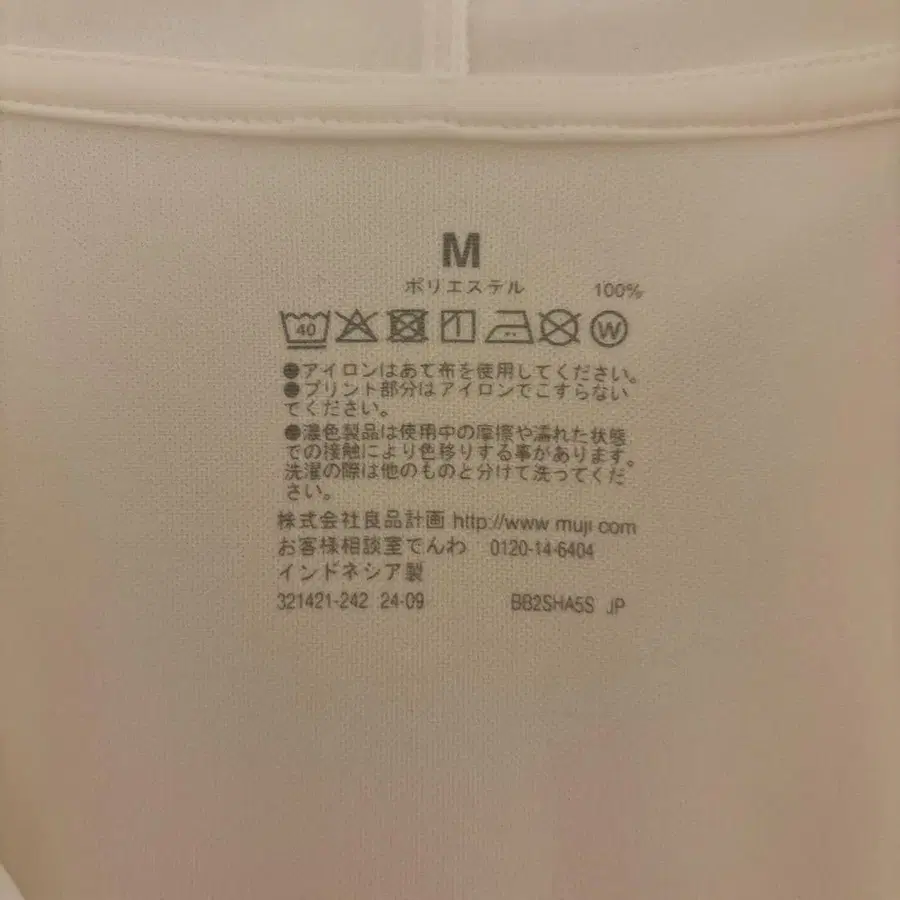 M
ポリエステル 100%
40 W
●アイロンはあて布を使用してください。
●プリント部分はアイロンでこすらない
でください。
●濃色製品は使用中の摩擦や濡れた状態
での接触により色移りする事があります。
洗濯の際は他のものと分けて洗ってくだ
さい。
株式会社良品計画 http://www muji com
お客様相談室でんわ 0120-14-6404
インドネシア製
321421-242 24-09 BB2SHA5S JP